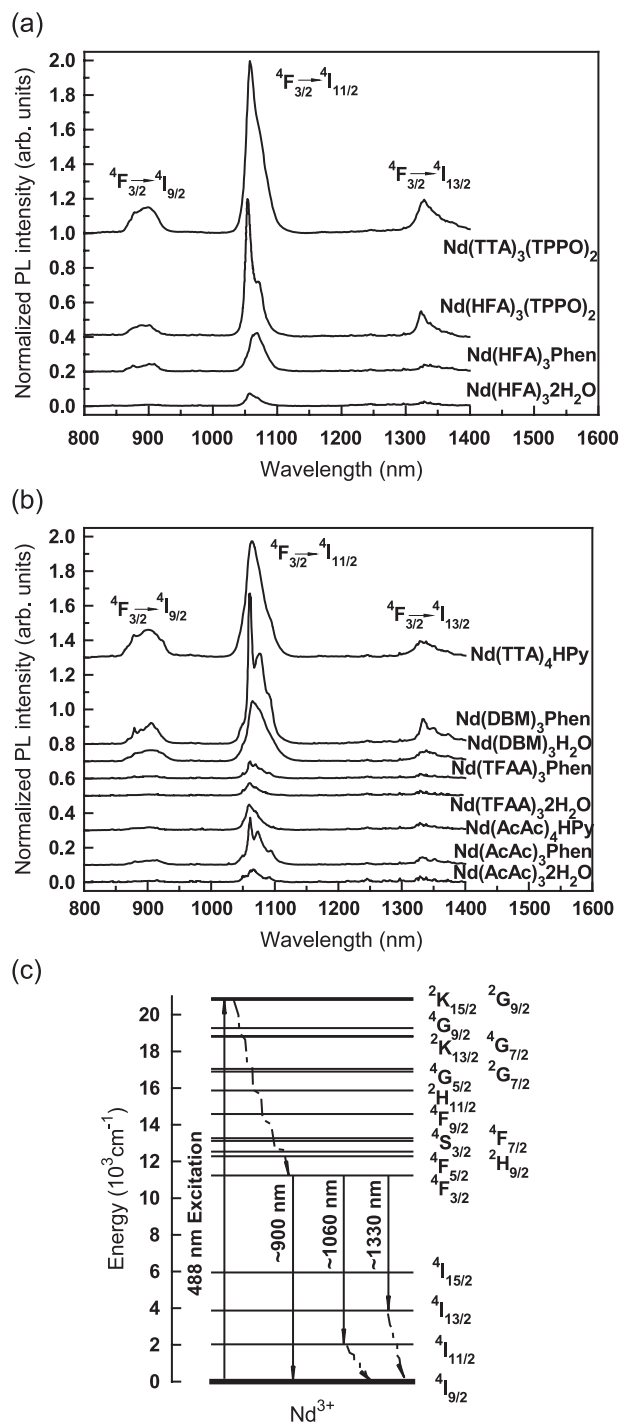 (a)
Normalized PL intensity (arb. units)
2.0
1.8
1.6
1.4
1.2
1.0
0.8
0.6
0.4
0.2
0.0
⁴F₃/₂→⁴I₁₁/₂
⁴F₃/₂→⁴I₉/₂
⁴F₃/₂→⁴I₁₃/₂
Nd(TTA)₃(TPPO)₂
Nd(HFA)₃(TPPO)₂
Nd(HFA)₃Phen
Nd(HFA)₃2H₂O
800 900 1000 1100 1200 1300 1400 1500 1600
Wavelength (nm)
(b)
Normalized PL intensity (arb. units)
2.0
1.8
1.6
1.4
1.2
1.0
0.8
0.6
0.4
0.2
0.0
⁴F₃/₂→⁴I₁₁/₂
⁴F₃/₂→⁴I₉/₂
⁴F₃/₂→⁴I₁₃/₂
Nd(TTA)₄HPy
Nd(DBM)₃Phen
Nd(DBM)₃H₂O
Nd(TFAA)₃Phen
Nd(TFAA)₃2H₂O
Nd(AcAc)₄HPy
Nd(AcAc)₃Phen
Nd(AcAc)₃2H₂O
800 900 1000 1100 1200 1300 1400 1500 1600
Wavelength (nm)
(c)
Energy (10³cm⁻¹)
20
18
16
14
12
10
8
6
4
2
0
488 nm Excitation
~900 nm
~1060 nm
~1330 nm
²K₁₅/₂ ²G₉/₂
⁴G₉/₂
²K₁₃/₂ ⁴G₇/₂
⁴G₅/₂ ²G₇/₂
²H₁₁/₂
⁴F₉/₂
⁴S₃/₂ ⁴F₇/₂
⁴F₅/₂ ²H₉/₂
⁴F₃/₂
⁴I₁₅/₂
⁴I₁₃/₂
⁴I₁₁/₂
⁴I₉/₂
Nd³⁺